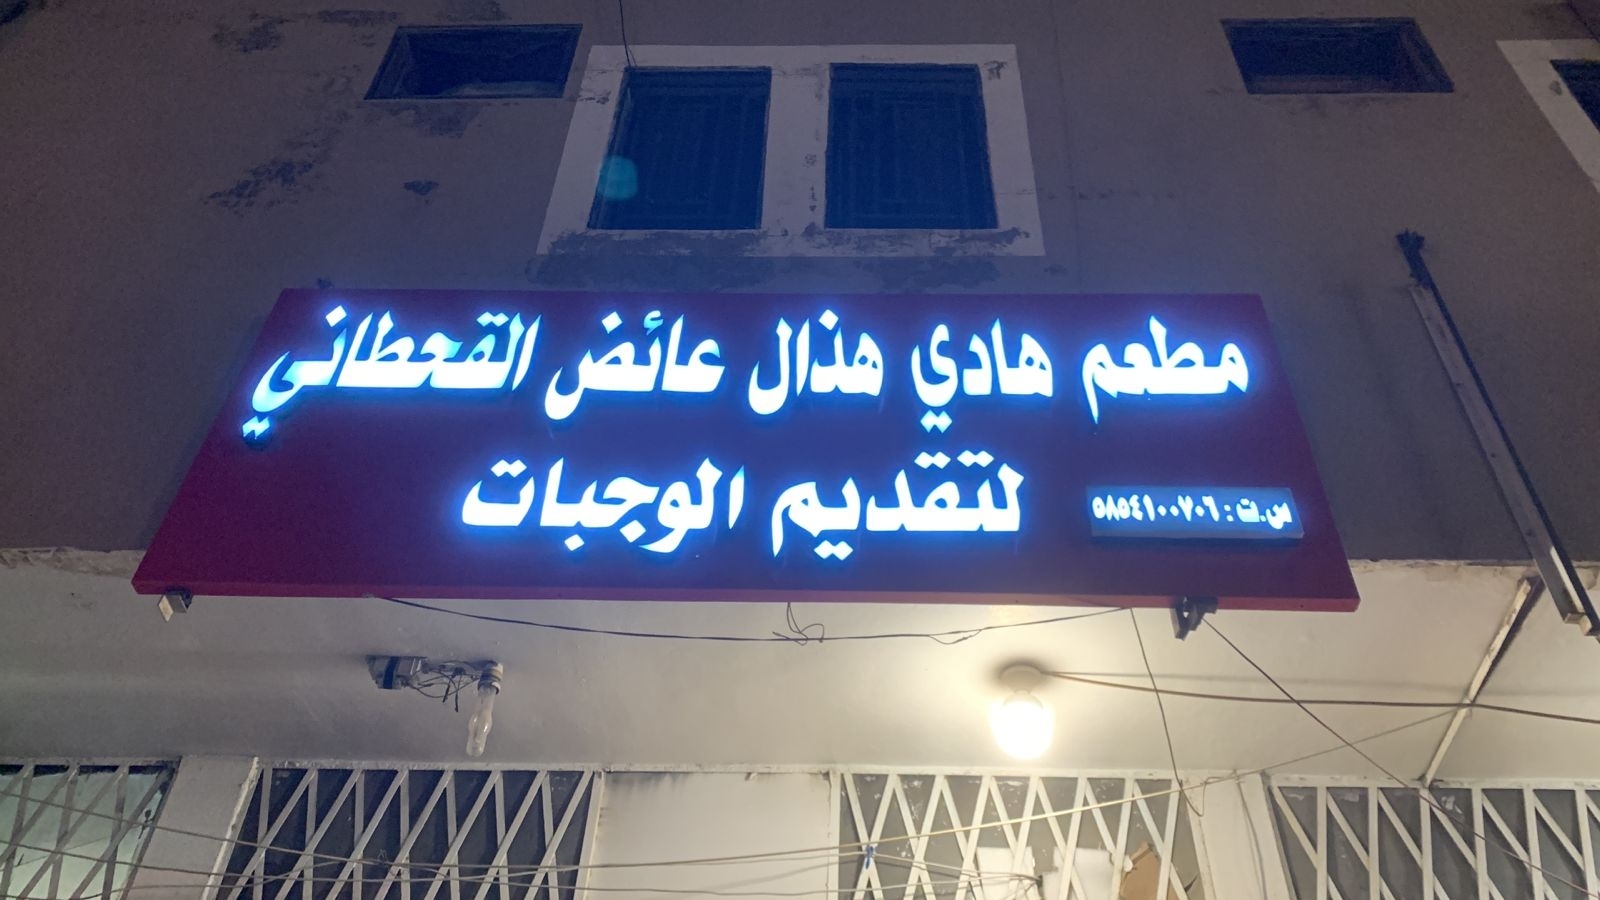 مطعم هادي هذال عائض القحطاني
لتقديم الوجبات
س.ت : ٥٨٥٤١٠٠٧٠٦